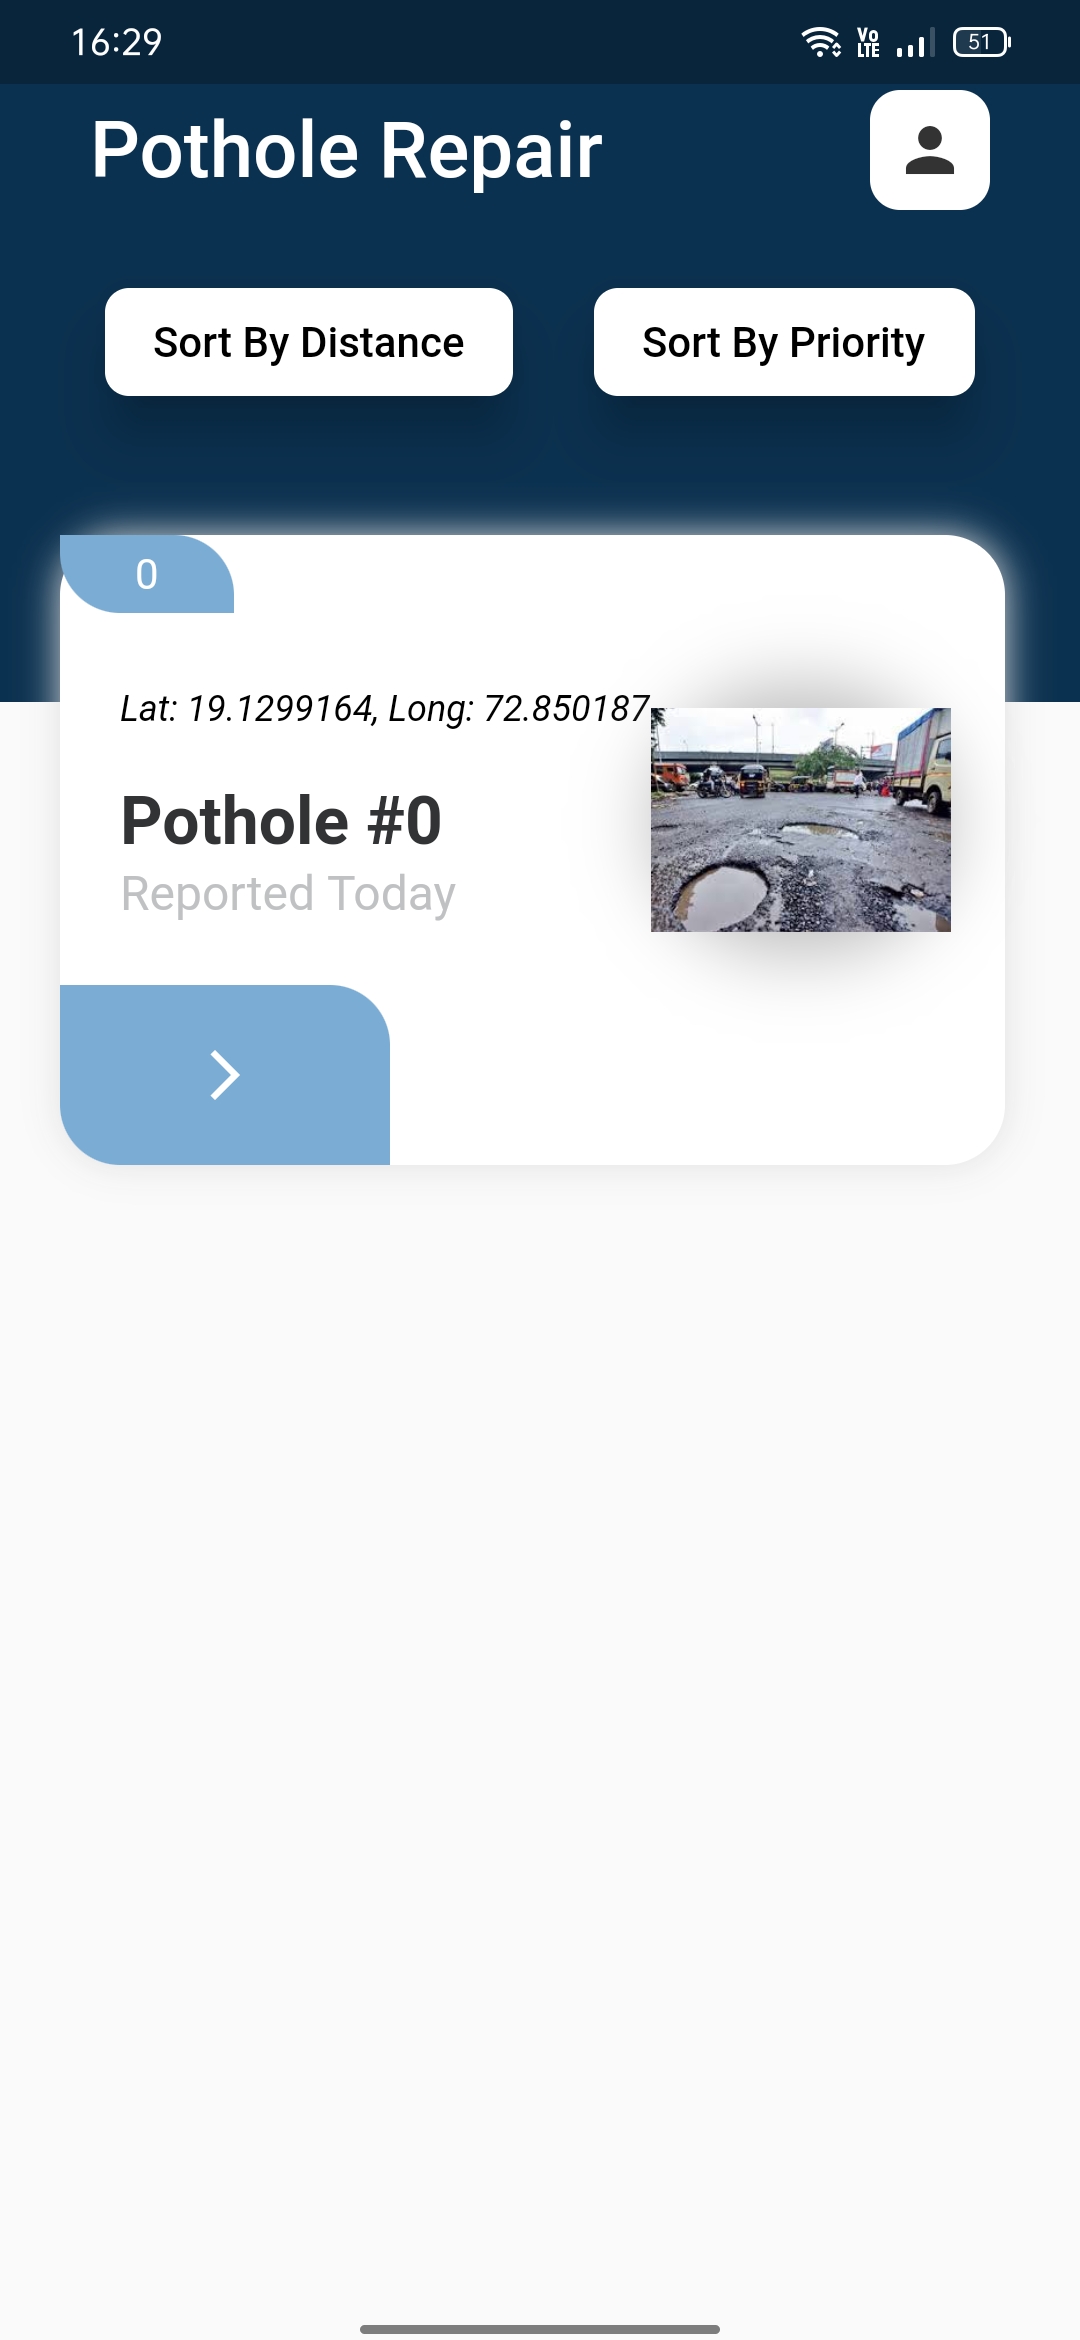 16:29
Vo
LTE
51
Pothole Repair
Sort By Distance
Sort By Priority
0
Lat: 19.1299164, Long: 72.850187
Pothole #0
Reported Today